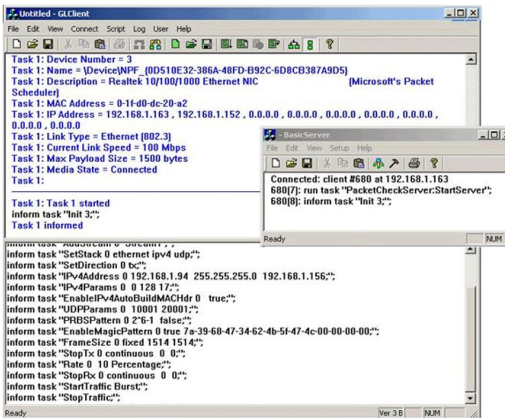 Untitled - GLClient
File Edit View Connect Script Log User Help
Task 1: Device Number = 3
Task 1: Name = \Device\NPF_{0D510E32-386A-48FD-B92C-6D8CB387A9D5}
Task 1: Description = Realtek 10/100/1000 Ethernet NIC (Microsoft's Packet
Scheduler)
Task 1: MAC Address = 0-1f-d0-dc-20-a2
Task 1: IP Address = 192.168.1.163 , 192.168.1.152 , 0.0.0.0 , 0.0.0.0 , 0.0.0.0 , 0.0.0.0 , 0.0.0.0 ,
0.0.0.0 , 0.0.0.0
Task 1: Link Type = Ethernet (802.3)
Task 1: Current Link Speed = 100 Mbps
Task 1: Max Payload Size = 1500 bytes
Task 1: Media State = Connected
Task 1:
Task 1: Task 1 started
inform task "Init 3;";
Task 1 informed
- BasicServer
File Edit View Setup Help
Connected: client #680 at 192.168.1.163
680[7]: run task "PacketCheckServer:StartServer";
680[8]: inform task "Init 3;";
Ready NUM
inform task "AddStream 0 'Stream1';";
inform task "SetStack 0 ethernet ipv4 udp;";
inform task "SetDirection 0 tx;";
inform task "IPv4Address 0 192.168.1.94 255.255.255.0 192.168.1.156;";
inform task "IPv4Params 0 0 128 17;";
inform task "EnableIPv4AutoBuildMACHdr 0 true;";
inform task "UDPParams 0 10001 20001;";
inform task "PRBSPattern 0 2^6-1 false;";
inform task "EnableMagicPattern 0 true 7a-39-68-47-34-62-4b-5f-47-4c-00-00-00-00;";
inform task "FrameSize 0 fixed 1514 1514;";
inform task "StopTx 0 continuous 0 0;";
inform task "Rate 0 10 Percentage;";
inform task "StopRx 0 continuous 0 0;";
inform task "StartTraffic Burst;";
inform task "StopTraffic;";
Ready Ver 3 B NUM